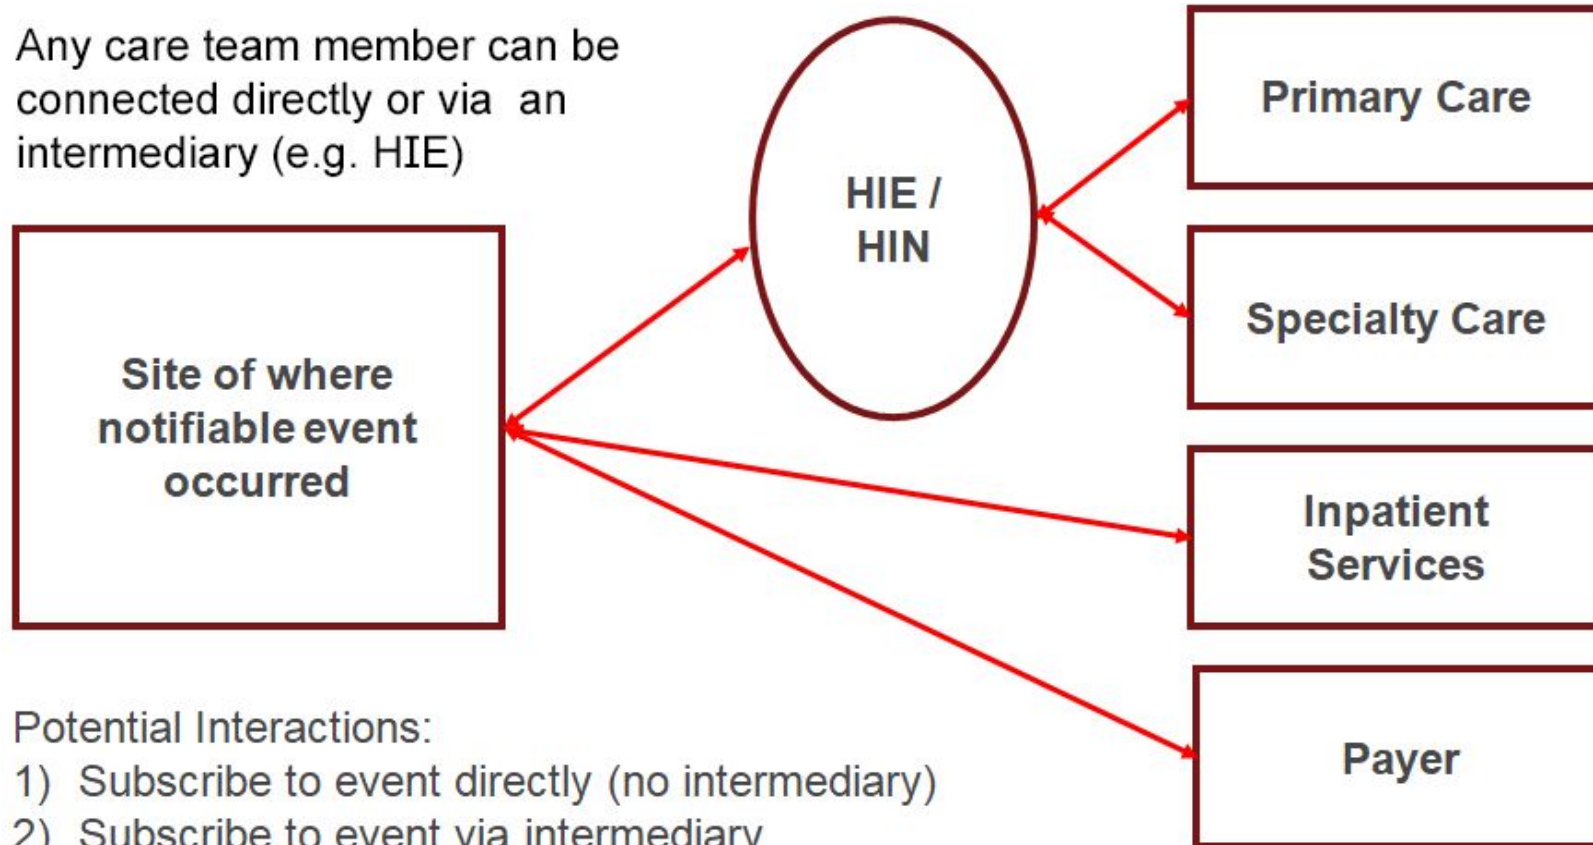 Any care team member can be
connected directly or via  an
intermediary (e.g. HIE)
HIE /
HIN
Primary Care
Specialty Care
Site of where
notifiable event
occurred
Inpatient
Services
Payer
Potential Interactions:
1)  Subscribe to event directly (no intermediary)
2)  Subscribe to event via intermediary